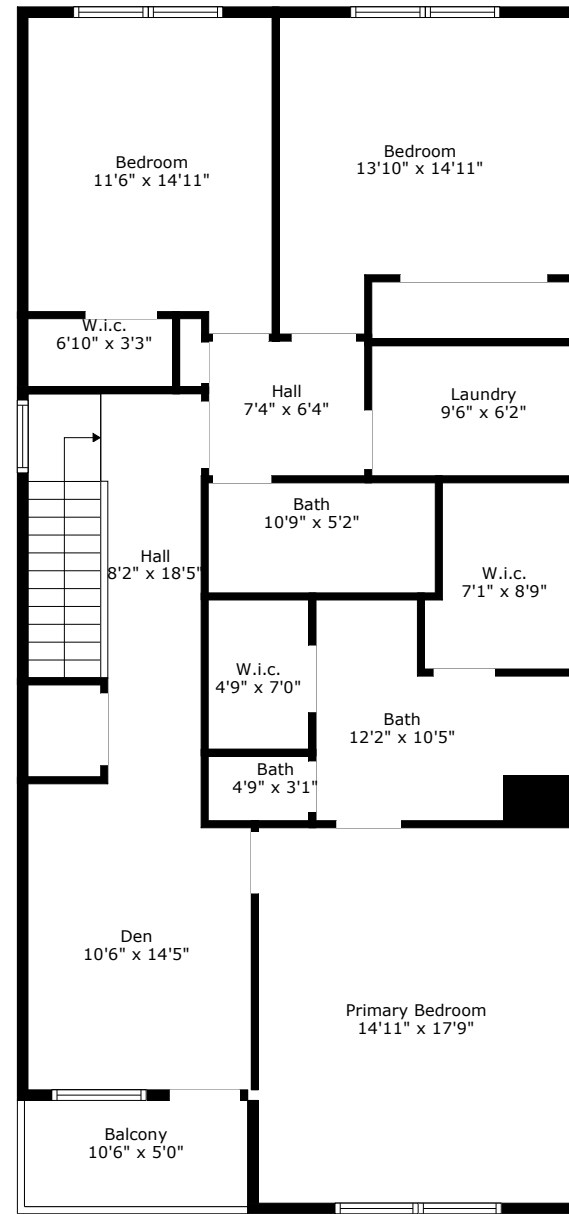 Bedroom
11'6" x 14'11"
Bedroom
13'10" x 14'11"
W.i.c.
6'10" x 3'3"
Hall
7'4" x 6'4"
Laundry
9'6" x 6'2"
Bath
10'9" x 5'2"
Hall
8'2" x 18'5"
W.i.c.
7'1" x 8'9"
W.i.c.
4'9" x 7'0"
Bath
12'2" x 10'5"
Bath
4'9" x 3'1"
Den
10'6" x 14'5"
Primary Bedroom
14'11" x 17'9"
Balcony
10'6" x 5'0"